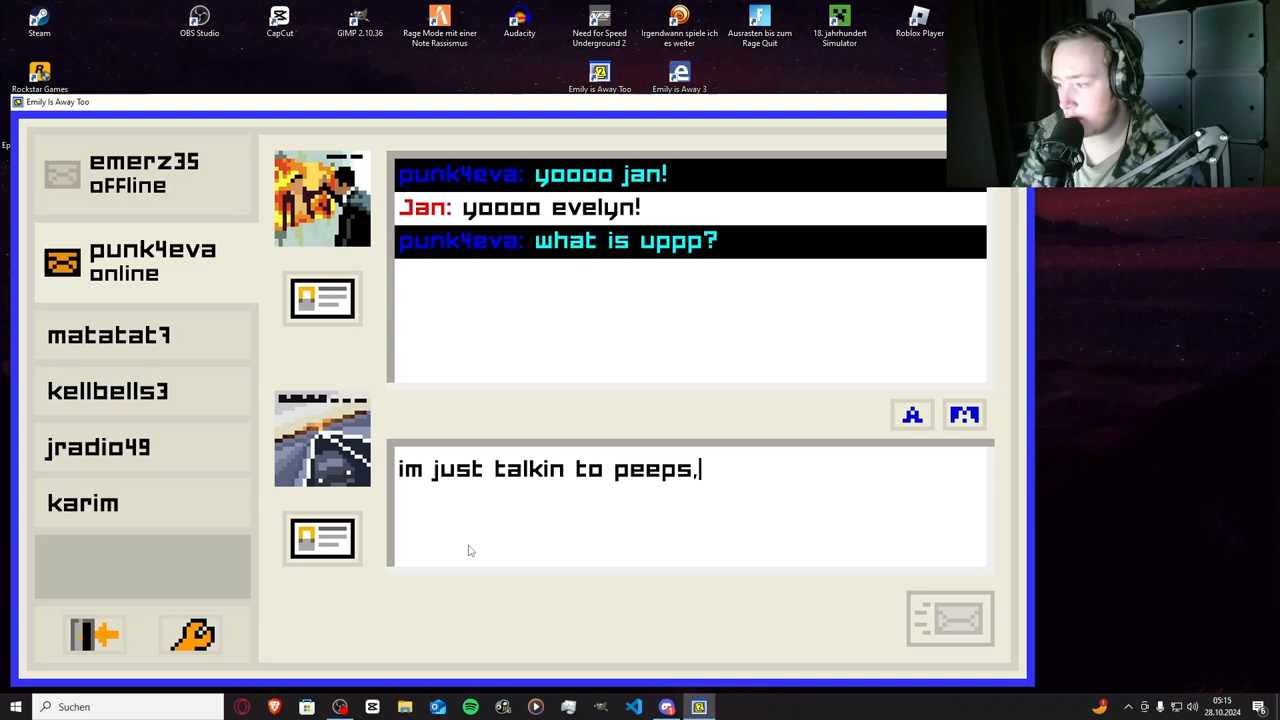 Steam
OBS Studio
CapCut
GIMP 2.10.36
Rage Mode mit einer
Note Rassismus
Audacity
Need for Speed
Underground 2
Irgendwann spiele ich
es weiter
Ausrasten bis zum
Rage Quit
18. jahrhundert
Simulator
Roblox Player
Rockstar Games
Emily is Away Too
Emily is Away 3
Emily Is Away Too
emerz35
offline
punk4eva
online
matatat7
kellbells3
jradio49
karim
punk4eva: yoooo jan!
Jan: yoooo evelyn!
punk4eva: what is uppp?
A
M
im just talkin to peeps,
Suchen
05:15
28.10.2024